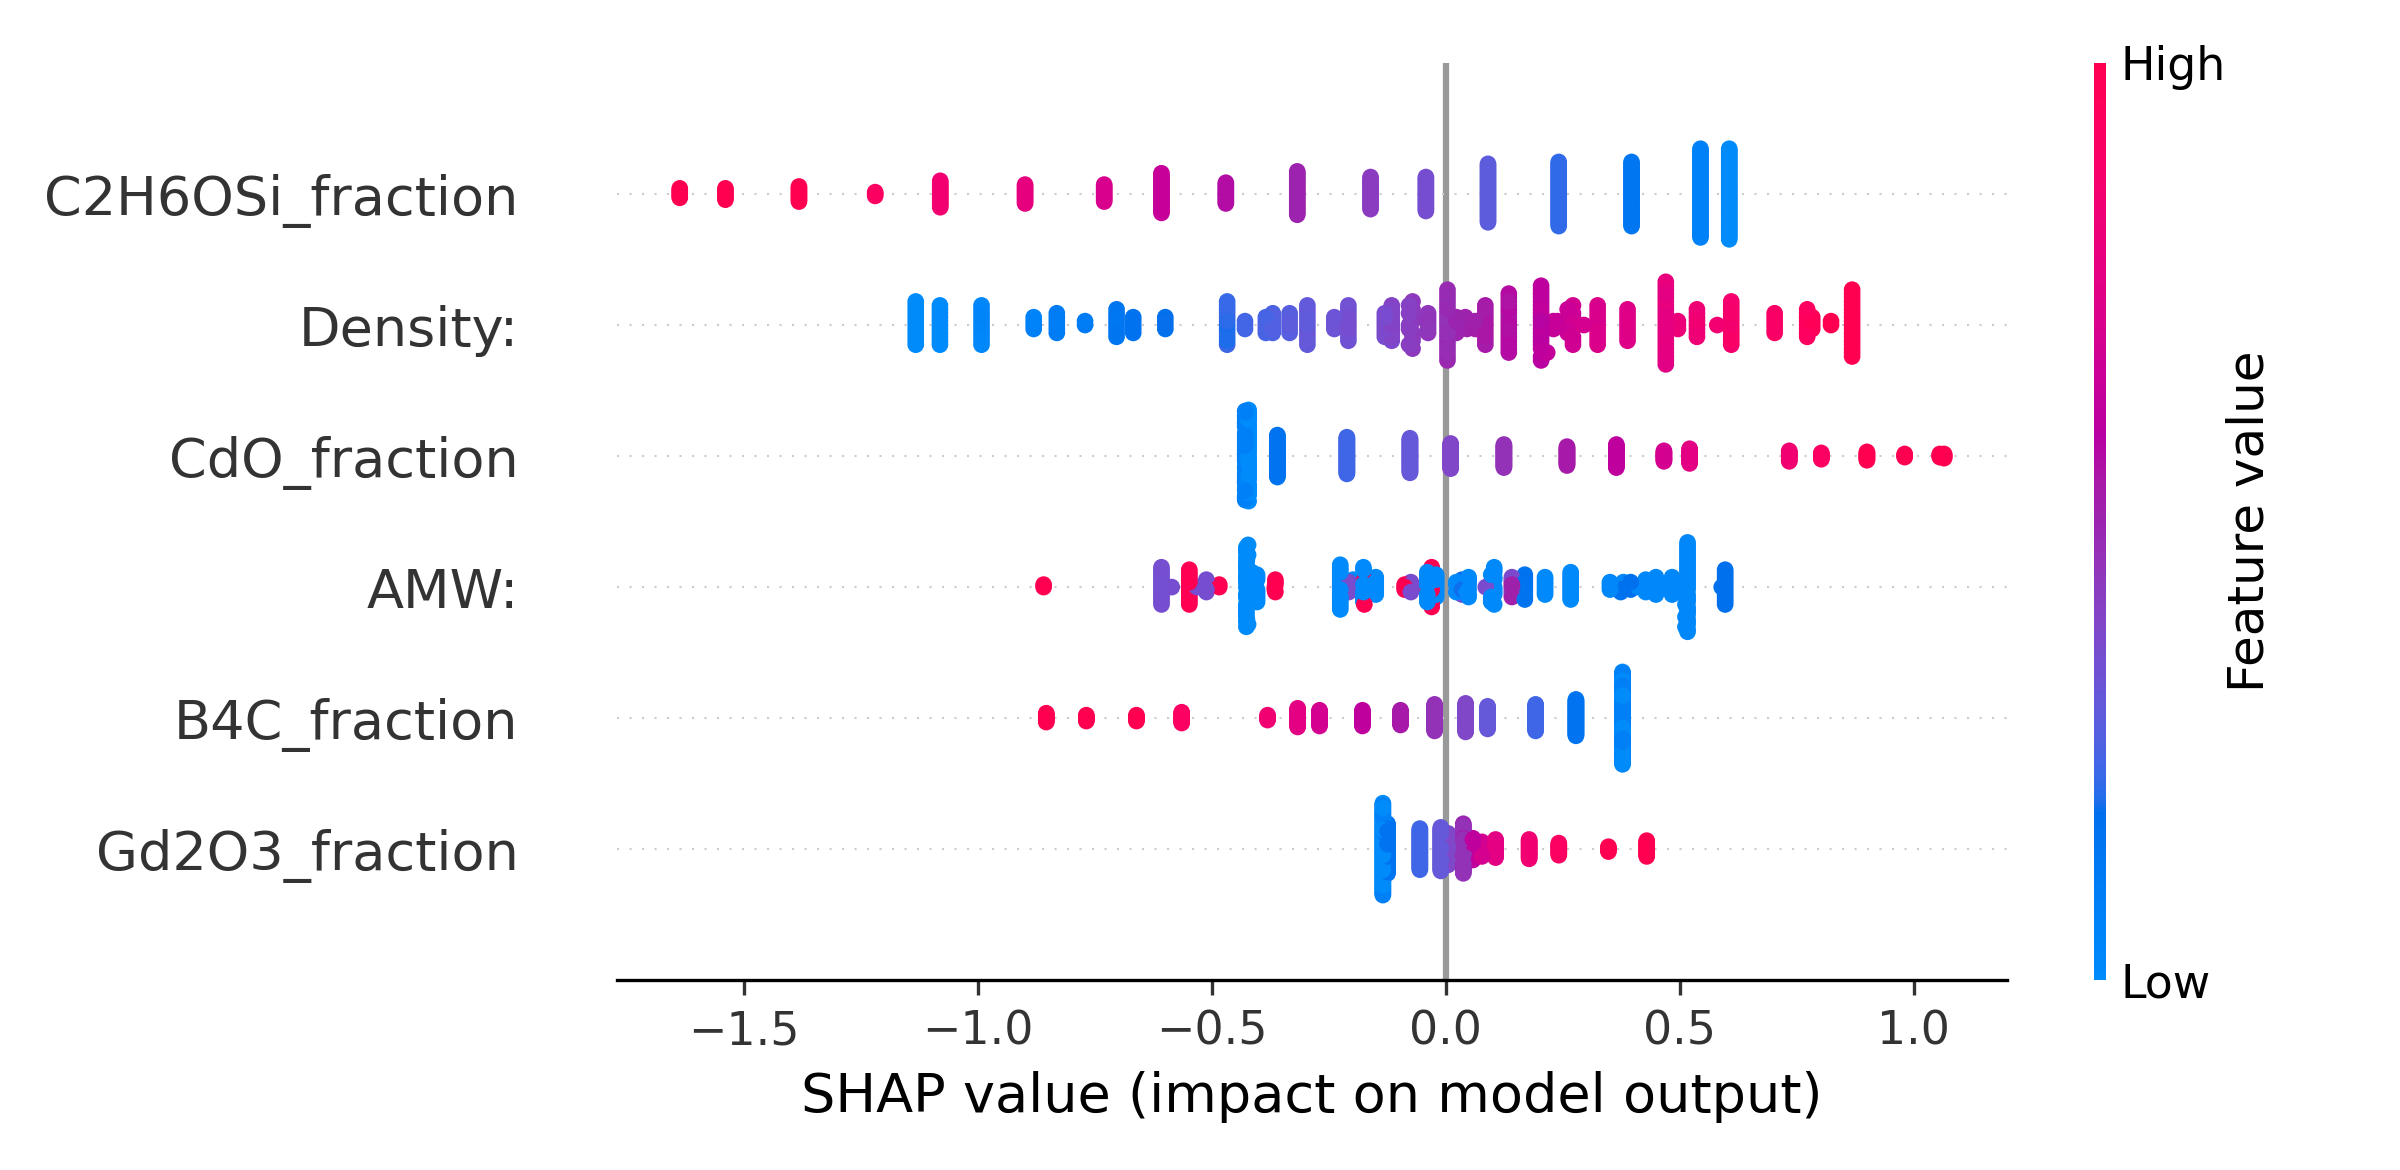 High
C2H6OSi_fraction
Density:
CdO_fraction
AMW:
B4C_fraction
Gd2O3_fraction
Feature value
Low
−1.5 −1.0 −0.5 0.0 0.5 1.0
SHAP value (impact on model output)